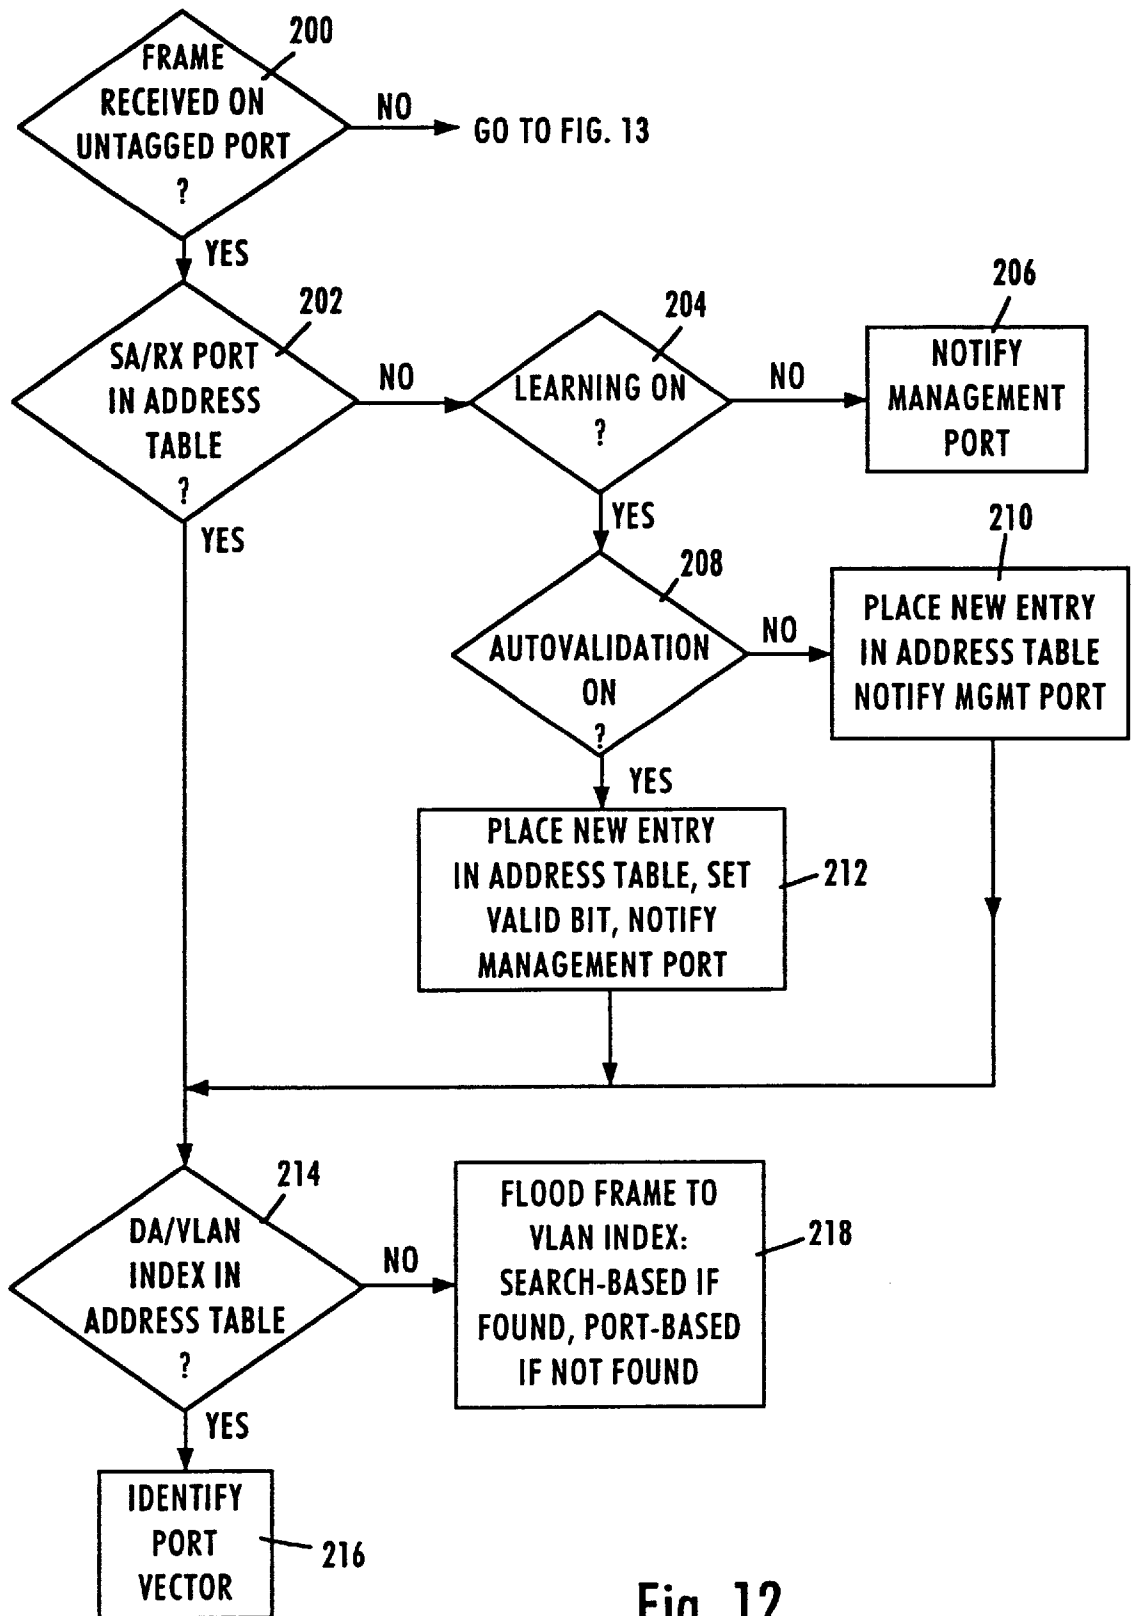 200
FRAME
RECEIVED ON
UNTAGGED PORT
?
NO
GO TO FIG. 13
YES
202
SA/RX PORT
IN ADDRESS
TABLE
?
NO
YES
204
LEARNING ON
?
NO
YES
206
NOTIFY
MANAGEMENT
PORT
208
AUTOVALIDATION
ON
?
NO
YES
210
PLACE NEW ENTRY
IN ADDRESS TABLE
NOTIFY MGMT PORT
PLACE NEW ENTRY
IN ADDRESS TABLE, SET
VALID BIT, NOTIFY
MANAGEMENT PORT
212
214
DA/VLAN
INDEX IN
ADDRESS TABLE
?
NO
YES
FLOOD FRAME TO
VLAN INDEX:
SEARCH-BASED IF
FOUND, PORT-BASED
IF NOT FOUND
218
IDENTIFY
PORT
VECTOR
216
Fig. 12